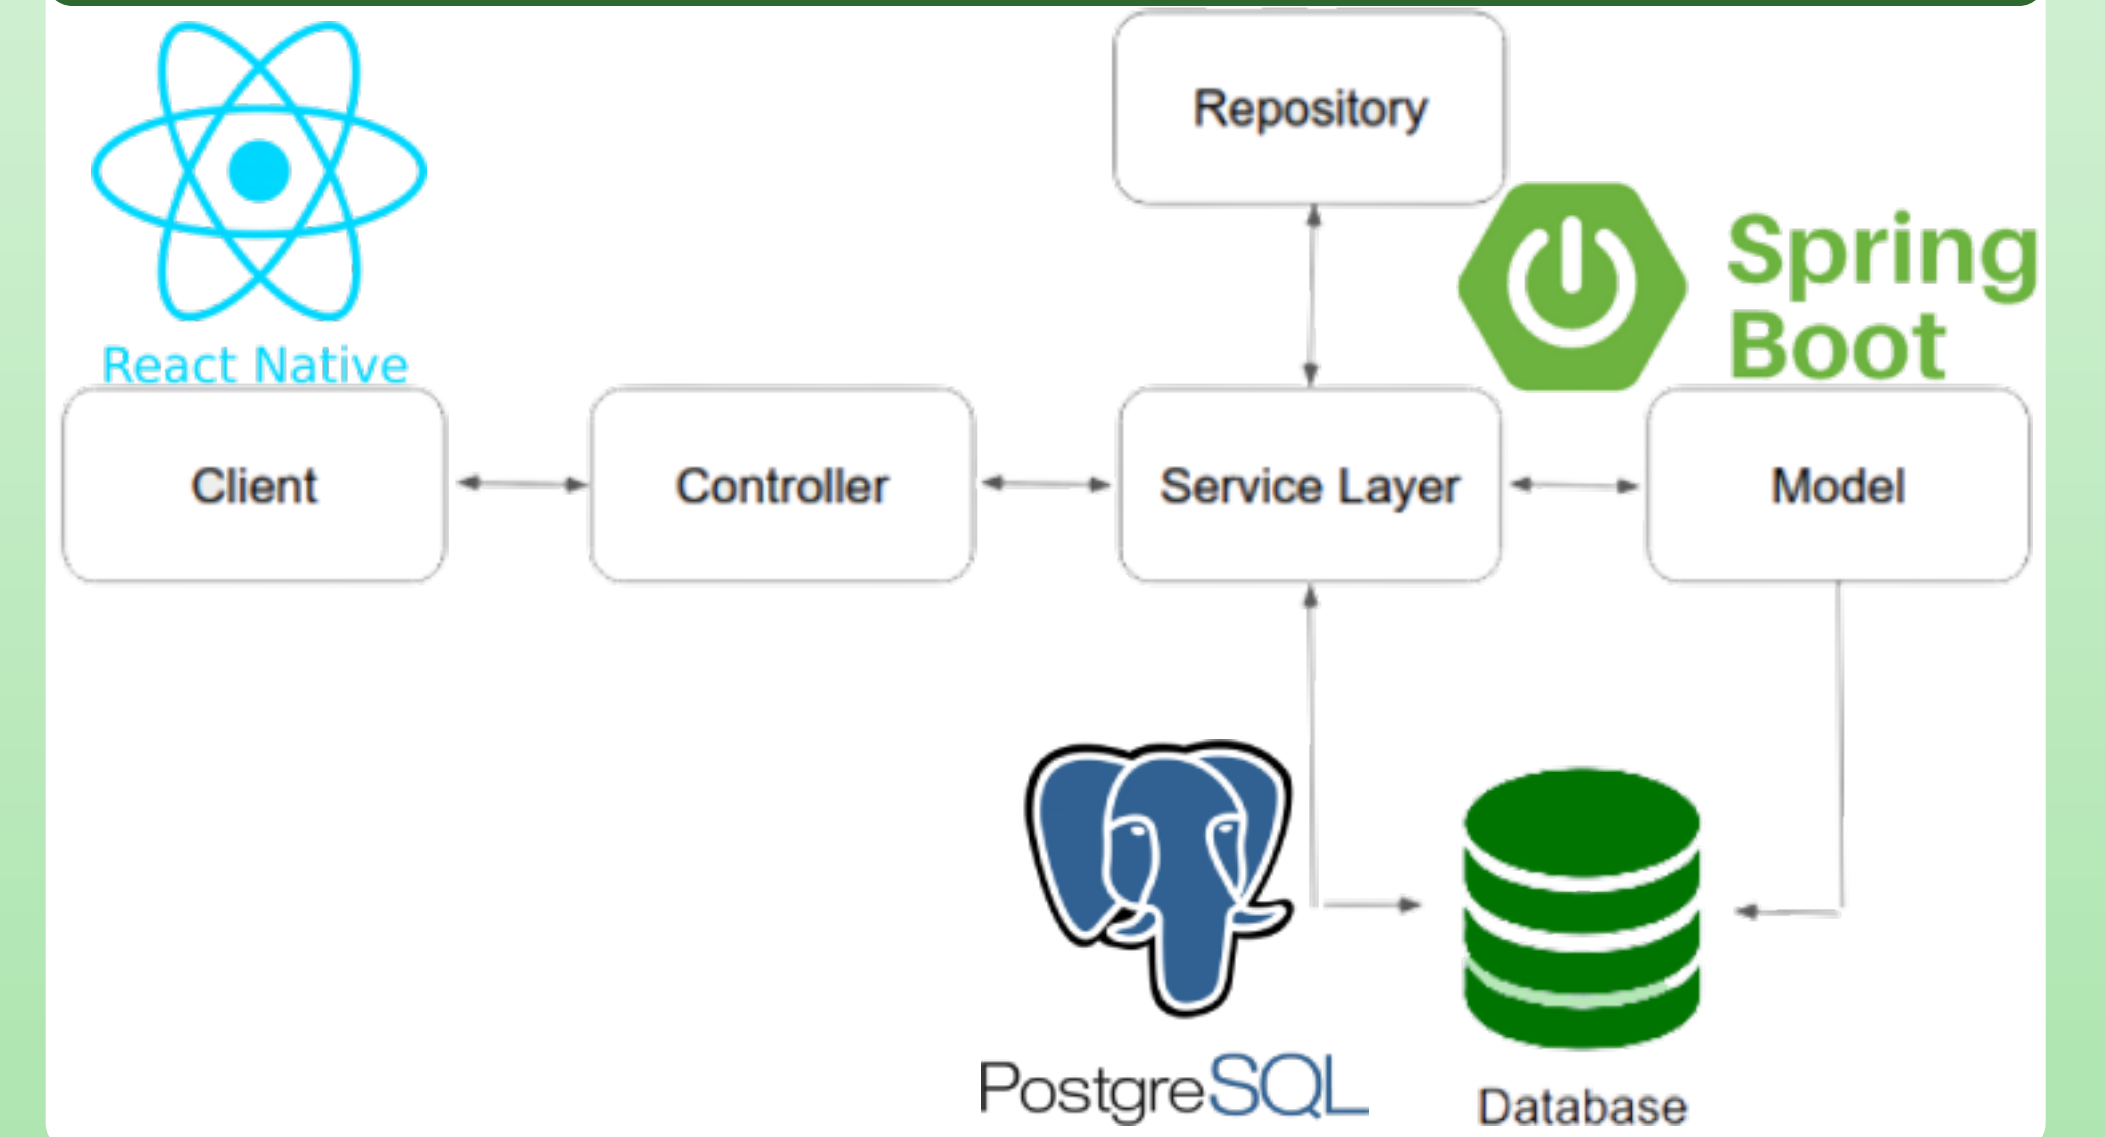 Repository
Spring
Boot
React Native
Client
Controller
Service Layer
Model
PostgreSQL
Database